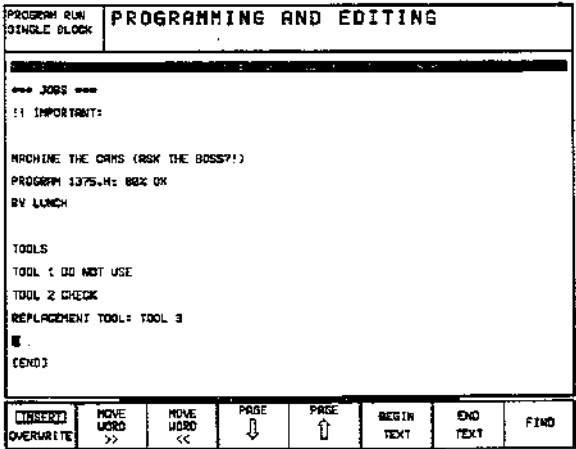 PROGRAM RUN
SINGLE BLOCK
PROGRAMMING AND EDITING
*** JOBS ***
!! IMPORTANT:
MACHINE THE CAMS (ASK THE BOSS?!)
PROGRAM 1375.H: 80% OK
BY LUNCH
TOOLS
TOOL 1 DO NOT USE
TOOL 2 CHECK
REPLACEMENT TOOL: TOOL 3
[END]
INSERT
OVERWRITE
MOVE
WORD
>>
MOVE
WORD
<<
PAGE
⇩
PAGE
⇧
BEGIN
TEXT
END
TEXT
FIND